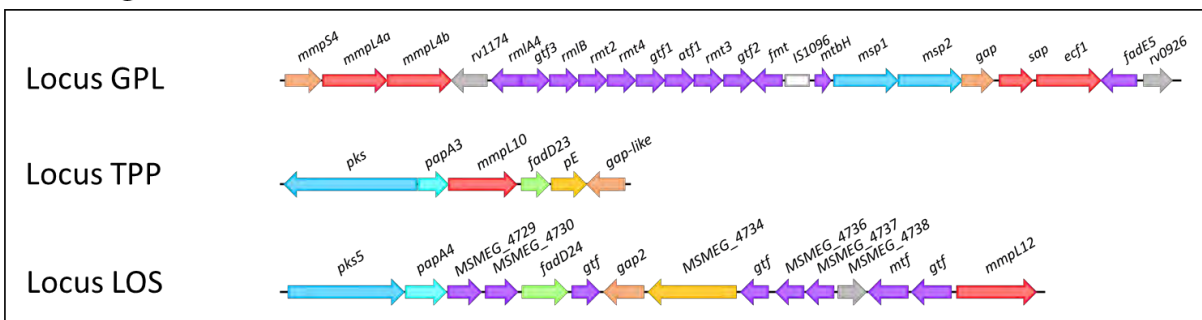 Locus GPL
mmpS4 mmpL4a mmpL4b rv1174 rmlA4 gtf3 rmlB rmt2 rmt4 gtf1 atf1 rmt3 gtf2 fmt IS1096 mtbH msp1 msp2 gap sap ecf1 fadE5 rv0926
Locus TPP
pks papA3 mmpL10 fadD23 pE gap-like
Locus LOS
pks5 papA4 MSMEG_4729 MSMEG_4730 fadD24 gtf gap2 MSMEG_4734 gtf MSMEG_4736 MSMEG_4737 MSMEG_4738 mtf gtf mmpL12